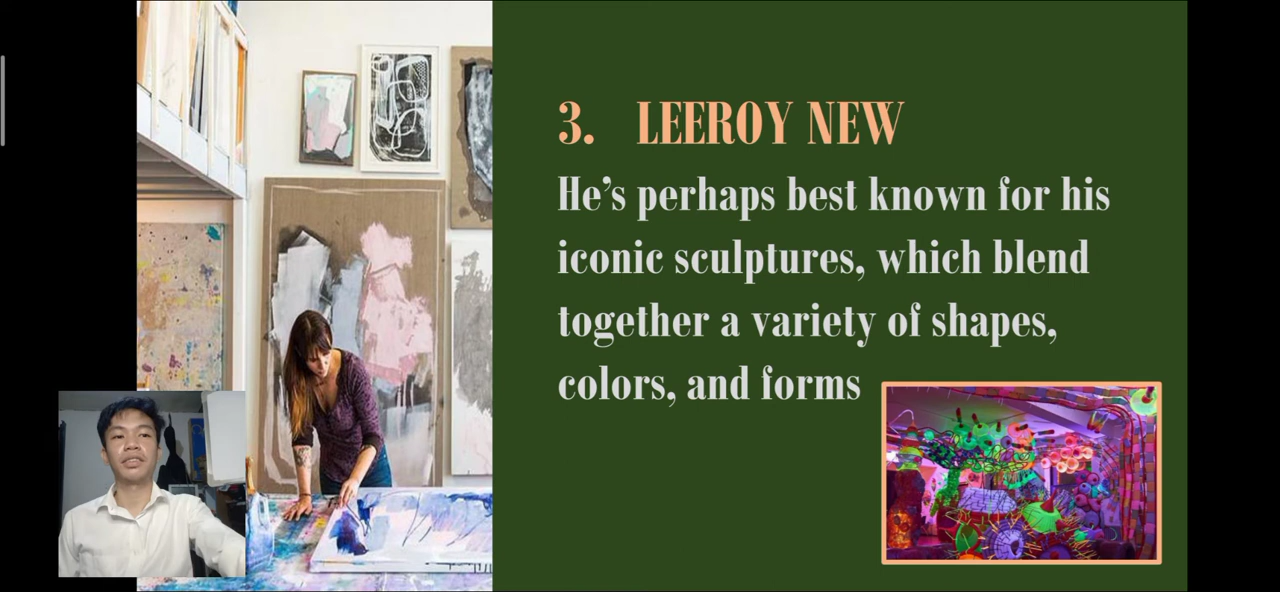 3. LEEROY NEW
He's perhaps best known for his
iconic sculptures, which blend
together a variety of shapes,
colors, and forms